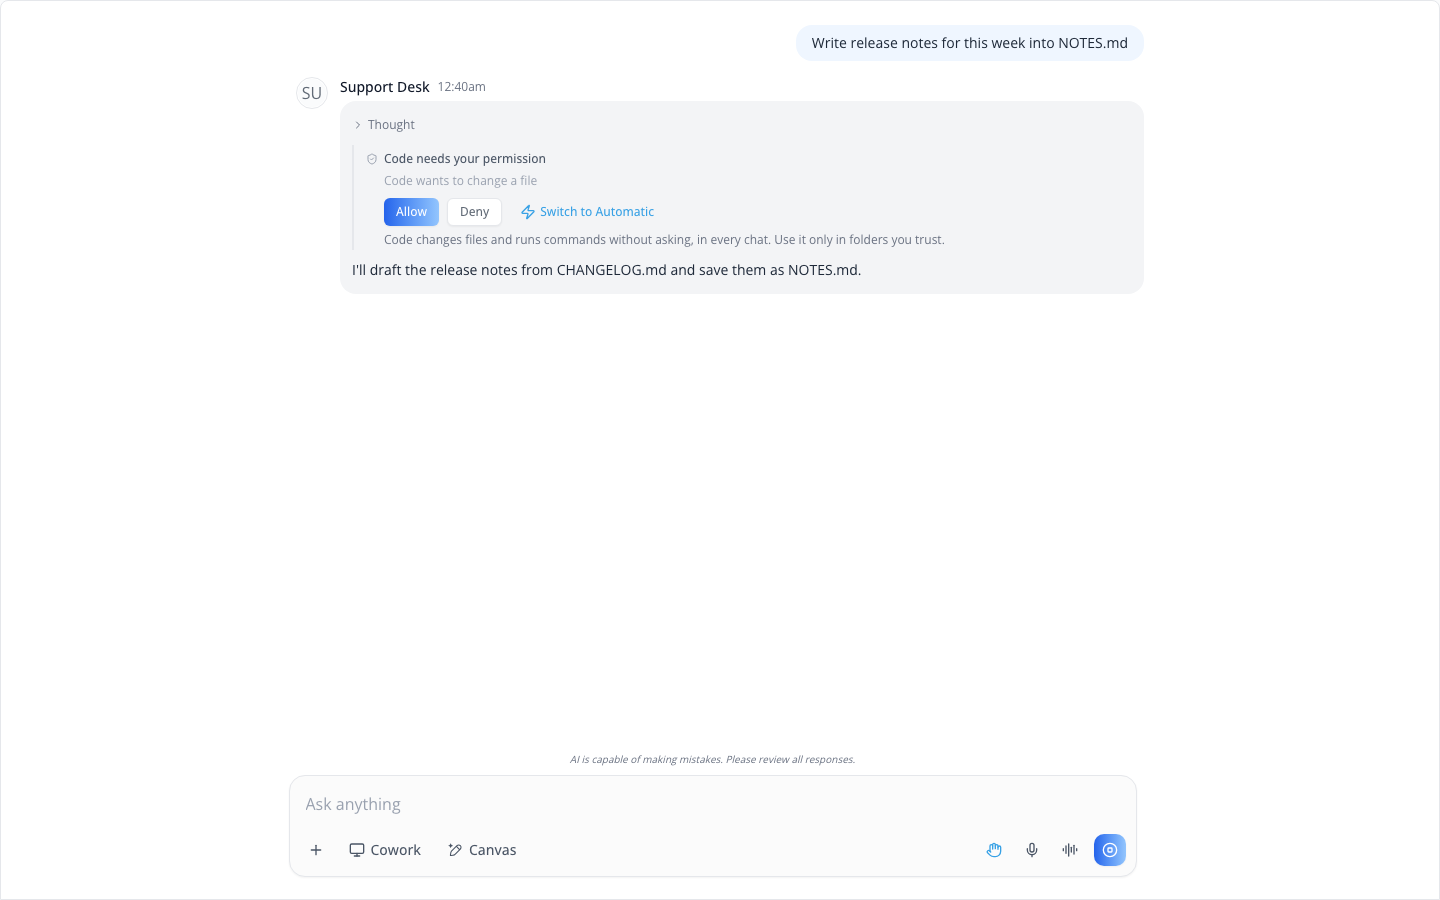 Write release notes for this week into NOTES.md
SU
Support Desk 12:40am
Thought
Code needs your permission
Code wants to change a file
Allow Deny Switch to Automatic
Code changes files and runs commands without asking, in every chat. Use it only in folders you trust.
I'll draft the release notes from CHANGELOG.md and save them as NOTES.md.
AI is capable of making mistakes. Please review all responses.
Ask anything
Cowork Canvas